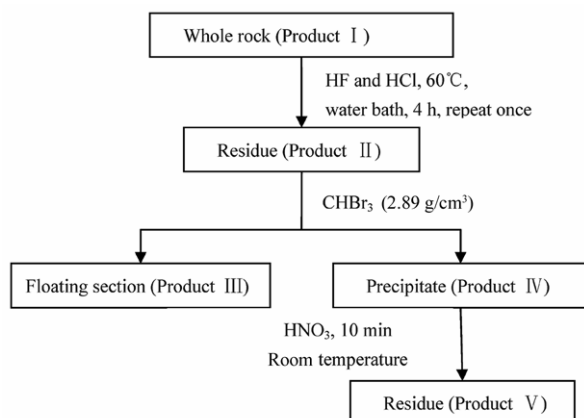 Whole rock (Product Ⅰ)
HF and HCl, 60℃,
water bath, 4 h, repeat once
Residue (Product Ⅱ)
CHBr₃ (2.89 g/cm³)
Floating section (Product Ⅲ)
Precipitate (Product Ⅳ)
HNO₃, 10 min
Room temperature
Residue (Product Ⅴ)